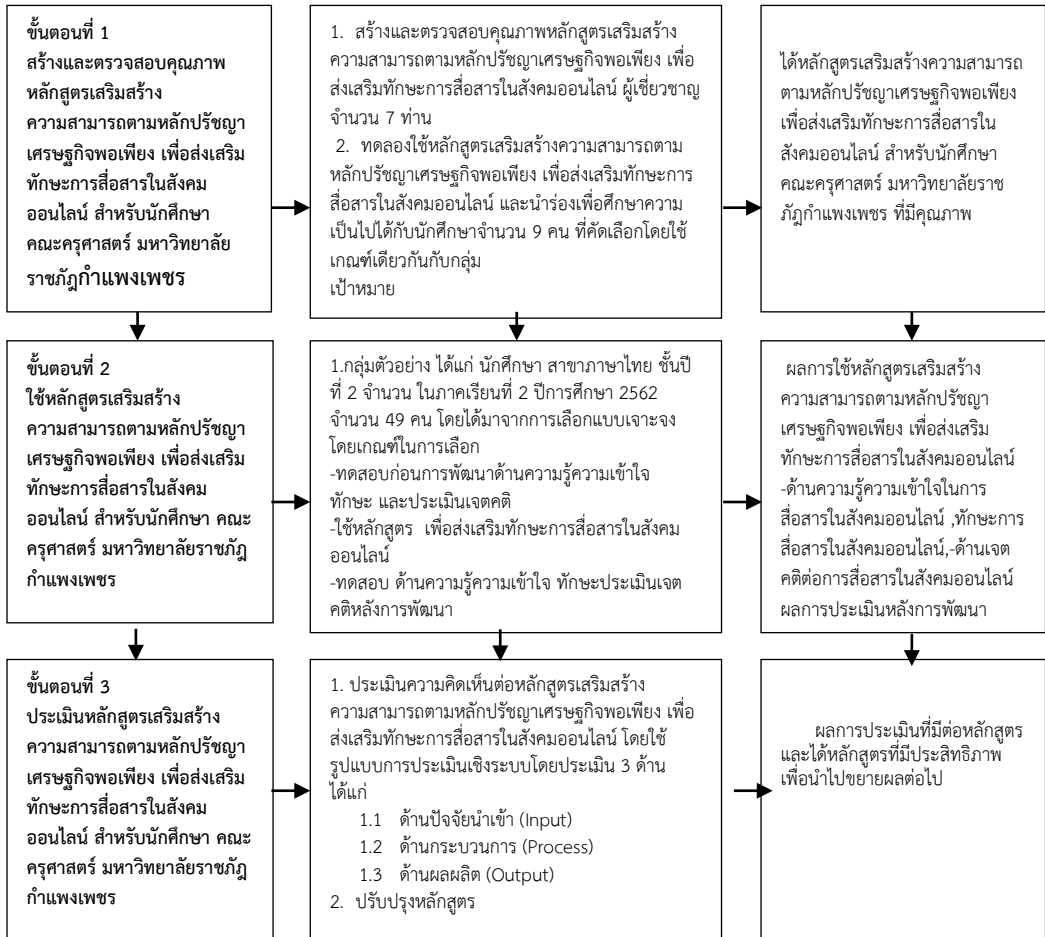 ขั้นตอนที่ 1
สร้างและตรวจสอบคุณภาพ
หลักสูตรเสริมสร้าง
ความสามารถตามหลักปรัชญา
เศรษฐกิจพอเพียง เพื่อส่งเสริม
ทักษะการสื่อสารในสังคม
ออนไลน์ สำหรับนักศึกษา
คณะครุศาสตร์ มหาวิทยาลัย
ราชภัฏกำแพงเพชร
1. สร้างและตรวจสอบคุณภาพหลักสูตรเสริมสร้าง
ความสามารถตามหลักปรัชญาเศรษฐกิจพอเพียง เพื่อ
ส่งเสริมทักษะการสื่อสารในสังคมออนไลน์ ผู้เชี่ยวชาญ
จำนวน 7 ท่าน
2. ทดลองใช้หลักสูตรเสริมสร้างความสามารถตาม
หลักปรัชญาเศรษฐกิจพอเพียง เพื่อส่งเสริมทักษะการ
สื่อสารในสังคมออนไลน์ และนำร่องเพื่อศึกษาความ
เป็นไปได้กับนักศึกษาจำนวน 9 คน ที่คัดเลือกโดยใช้
เกณฑ์เดียวกันกับกลุ่ม
เป้าหมาย
ได้หลักสูตรเสริมสร้างความสามารถ
ตามหลักปรัชญาเศรษฐกิจพอเพียง
เพื่อส่งเสริมทักษะการสื่อสารใน
สังคมออนไลน์ สำหรับนักศึกษา
คณะครุศาสตร์ มหาวิทยาลัยราช
ภัฏกำแพงเพชร ที่มีคุณภาพ
ขั้นตอนที่ 2
ใช้หลักสูตรเสริมสร้าง
ความสามารถตามหลักปรัชญา
เศรษฐกิจพอเพียง เพื่อส่งเสริม
ทักษะการสื่อสารในสังคม
ออนไลน์ สำหรับนักศึกษา คณะ
ครุศาสตร์ มหาวิทยาลัยราชภัฏ
กำแพงเพชร
1.กลุ่มตัวอย่าง ได้แก่ นักศึกษา สาขาภาษาไทย ชั้นปี
ที่ 2 จำนวน ในภาคเรียนที่ 2 ปีการศึกษา 2562
จำนวน 49 คน โดยได้มาจากการเลือกแบบเจาะจง
โดยเกณฑ์ในการเลือก
-ทดสอบก่อนการพัฒนาด้านความรู้ความเข้าใจ
ทักษะ และประเมินเจตคติ
-ใช้หลักสูตร เพื่อส่งเสริมทักษะการสื่อสารในสังคม
ออนไลน์
-ทดสอบ ด้านความรู้ความเข้าใจ ทักษะประเมินเจต
คติหลังการพัฒนา
ผลการใช้หลักสูตรเสริมสร้าง
ความสามารถตามหลักปรัชญา
เศรษฐกิจพอเพียง เพื่อส่งเสริม
ทักษะการสื่อสารในสังคมออนไลน์
-ด้านความรู้ความเข้าใจในการ
สื่อสารในสังคมออนไลน์ ,ทักษะการ
สื่อสารในสังคมออนไลน์,-ด้านเจต
คติต่อการสื่อสารในสังคมออนไลน์
ผลการประเมินหลังการพัฒนา
ขั้นตอนที่ 3
ประเมินหลักสูตรเสริมสร้าง
ความสามารถตามหลักปรัชญา
เศรษฐกิจพอเพียง เพื่อส่งเสริม
ทักษะการสื่อสารในสังคม
ออนไลน์ สำหรับนักศึกษา คณะ
ครุศาสตร์ มหาวิทยาลัยราชภัฏ
กำแพงเพชร
1. ประเมินความคิดเห็นต่อหลักสูตรเสริมสร้าง
ความสามารถตามหลักปรัชญาเศรษฐกิจพอเพียง เพื่อ
ส่งเสริมทักษะการสื่อสารในสังคมออนไลน์ โดยใช้
รูปแบบการประเมินเชิงระบบโดยประเมิน 3 ด้าน
ได้แก่
1.1 ด้านปัจจัยนำเข้า (Input)
1.2 ด้านกระบวนการ (Process)
1.3 ด้านผลผลิต (Output)
2. ปรับปรุงหลักสูตร
ผลการประเมินที่มีต่อหลักสูตร
และได้หลักสูตรที่มีประสิทธิภาพ
เพื่อนำไปขยายผลต่อไป